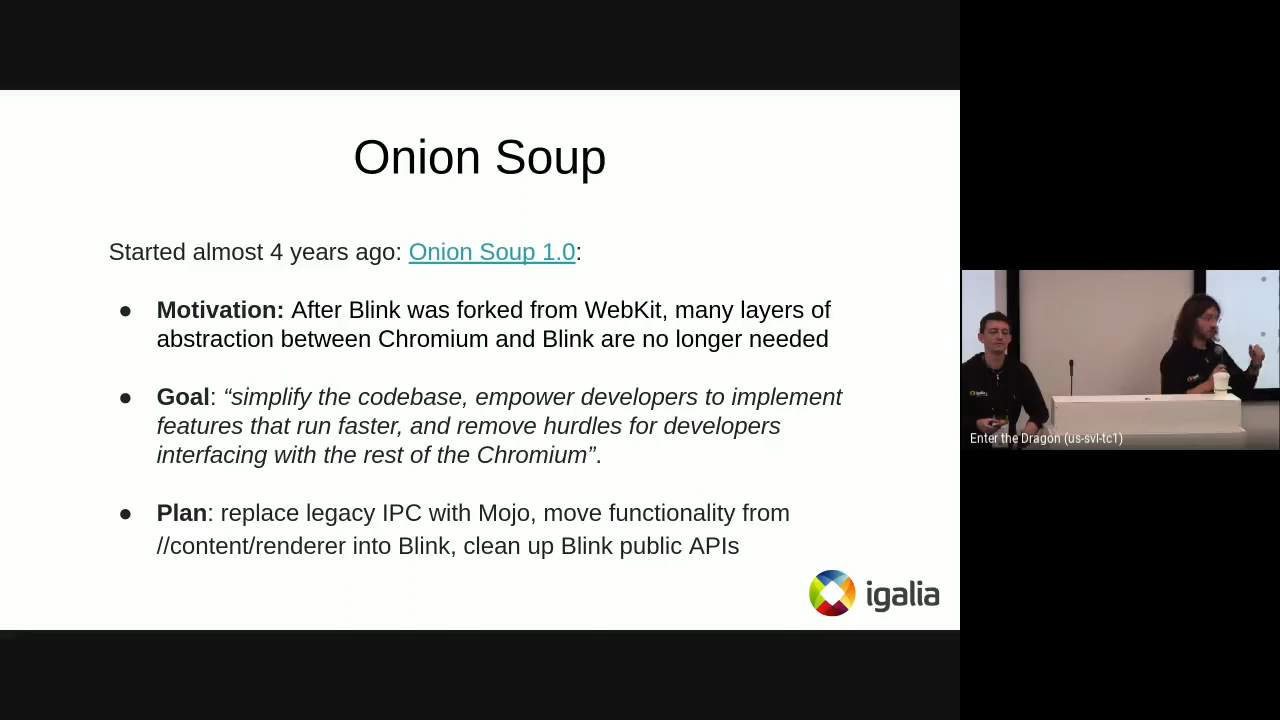 Onion Soup
Started almost 4 years ago: Onion Soup 1.0:
● Motivation: After Blink was forked from WebKit, many layers of
abstraction between Chromium and Blink are no longer needed
● Goal: “simplify the codebase, empower developers to implement
features that run faster, and remove hurdles for developers
interfacing with the rest of the Chromium”.
● Plan: replace legacy IPC with Mojo, move functionality from
//content/renderer into Blink, clean up Blink public APIs
igalia
Enter the Dragon (us-svl-tc1)